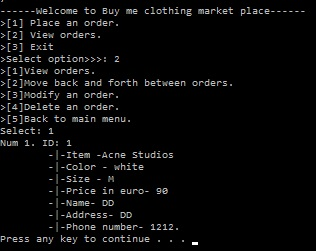 ------Welcome to Buy me clothing market place------
>[1] Place an order.
>[2] View orders.
>[3] Exit
>Select option>>>: 2
>[1]View orders.
>[2]Move back and forth between orders.
>[3]Modify an order.
>[4]Delete an order.
>[5]Back to main menu.
Select: 1
Num 1. ID: 1
-|-Item -Acne Studios
-|-Color - white
-|-Size - M
-|-Price in euro- 90
-|-Name- DD
-|-Address- DD
-|-Phone number- 1212.
Press any key to continue . . .